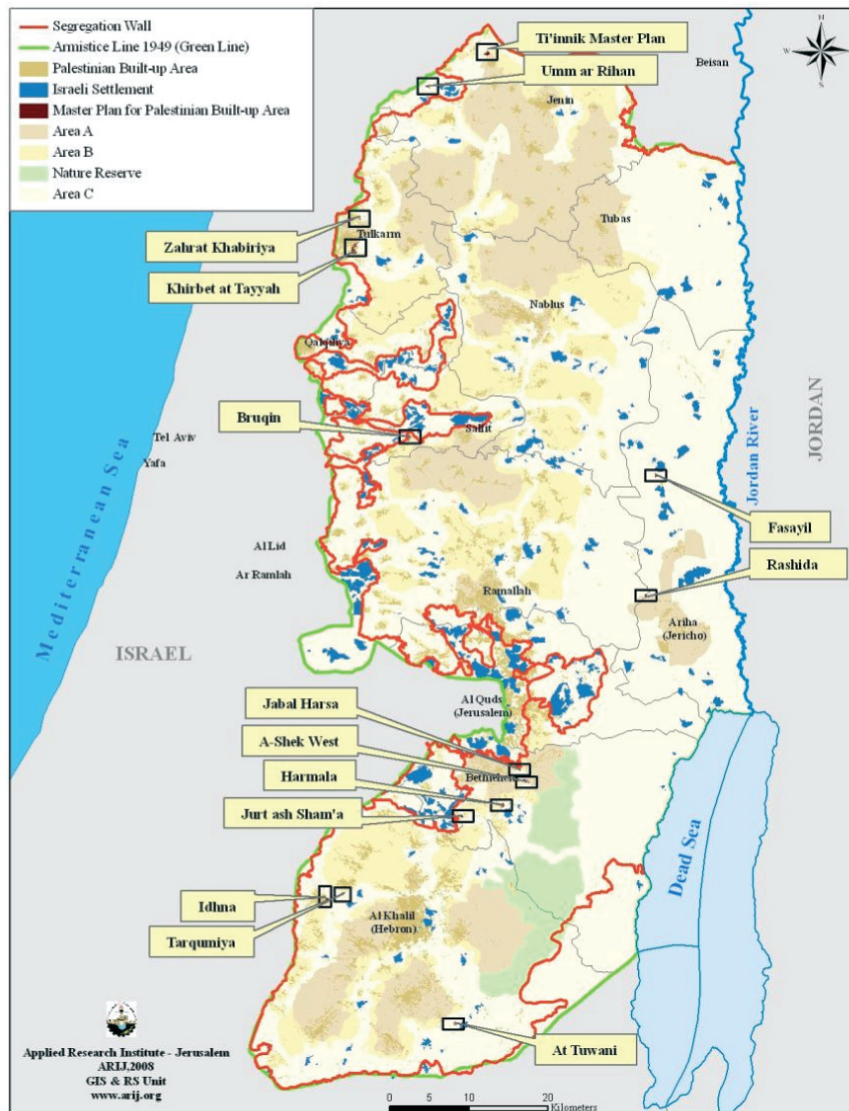 Segregation Wall
Armistice Line 1949 (Green Line)
Palestinian Built-up Area
Israeli Settlement
Master Plan for Palestinian Built-up Area
Area A
Area B
Nature Reserve
Area C
Ti'innik Master Plan
Umm ar Rihan
Beisan
N
W
E
S
Jenin
Tubas
Zahrat Khabiriya
Tulkarm
Khirbet at Tayyah
Nablus
Qalqiliya
JORDAN
Bruqin
Salfit
Tel Aviv
Yafa
Mediterranean Sea
Jordan River
Fasayil
Al Lid
Ar Ramlah
Ramallah
Rashida
Ariha
(Jericho)
ISRAEL
Jabal Harsa
Al Quds
(Jerusalem)
A-Shek West
Harmala
Bethlehem
Jurt ash Sham'a
Dead Sea
Idhna
Tarqumiya
Al Khalil
(Hebron)
At Tuwani
Applied Research Institute - Jerusalem
ARIJ,2008
GIS & RS Unit
www.arij.org
0 5 10 20
Kilometers